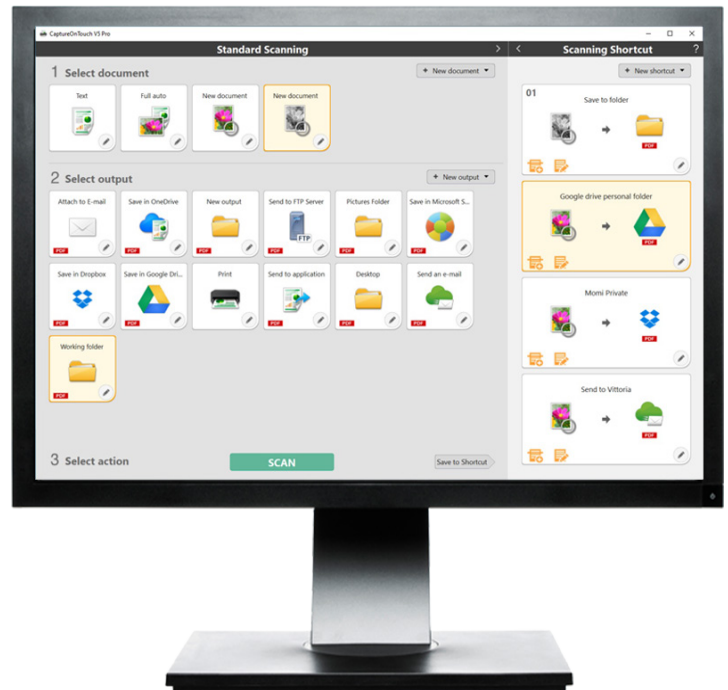 CaptureOnTouch V5 Pro
Standard Scanning
Scanning Shortcut
?
1 Select document
+ New document
+ New shortcut
Text
Full auto
New document
New document
01
Save to folder
PDF
2 Select output
+ New output
Attach to E-mail
Save in OneDrive
New output
Send to FTP Server
Pictures Folder
Save in Microsoft S...
PDF
PDF
PDF
FTP
PDF
PDF
Google drive personal folder
PDF
Save in Dropbox
Save in Google Dri...
Print
Send to application
Desktop
Send an e-mail
PDF
PDF
PDF
PDF
PDF
Momi Private
PDF
Working folder
PDF
Send to Vittoria
PDF
3 Select action
SCAN
Save to Shortcut